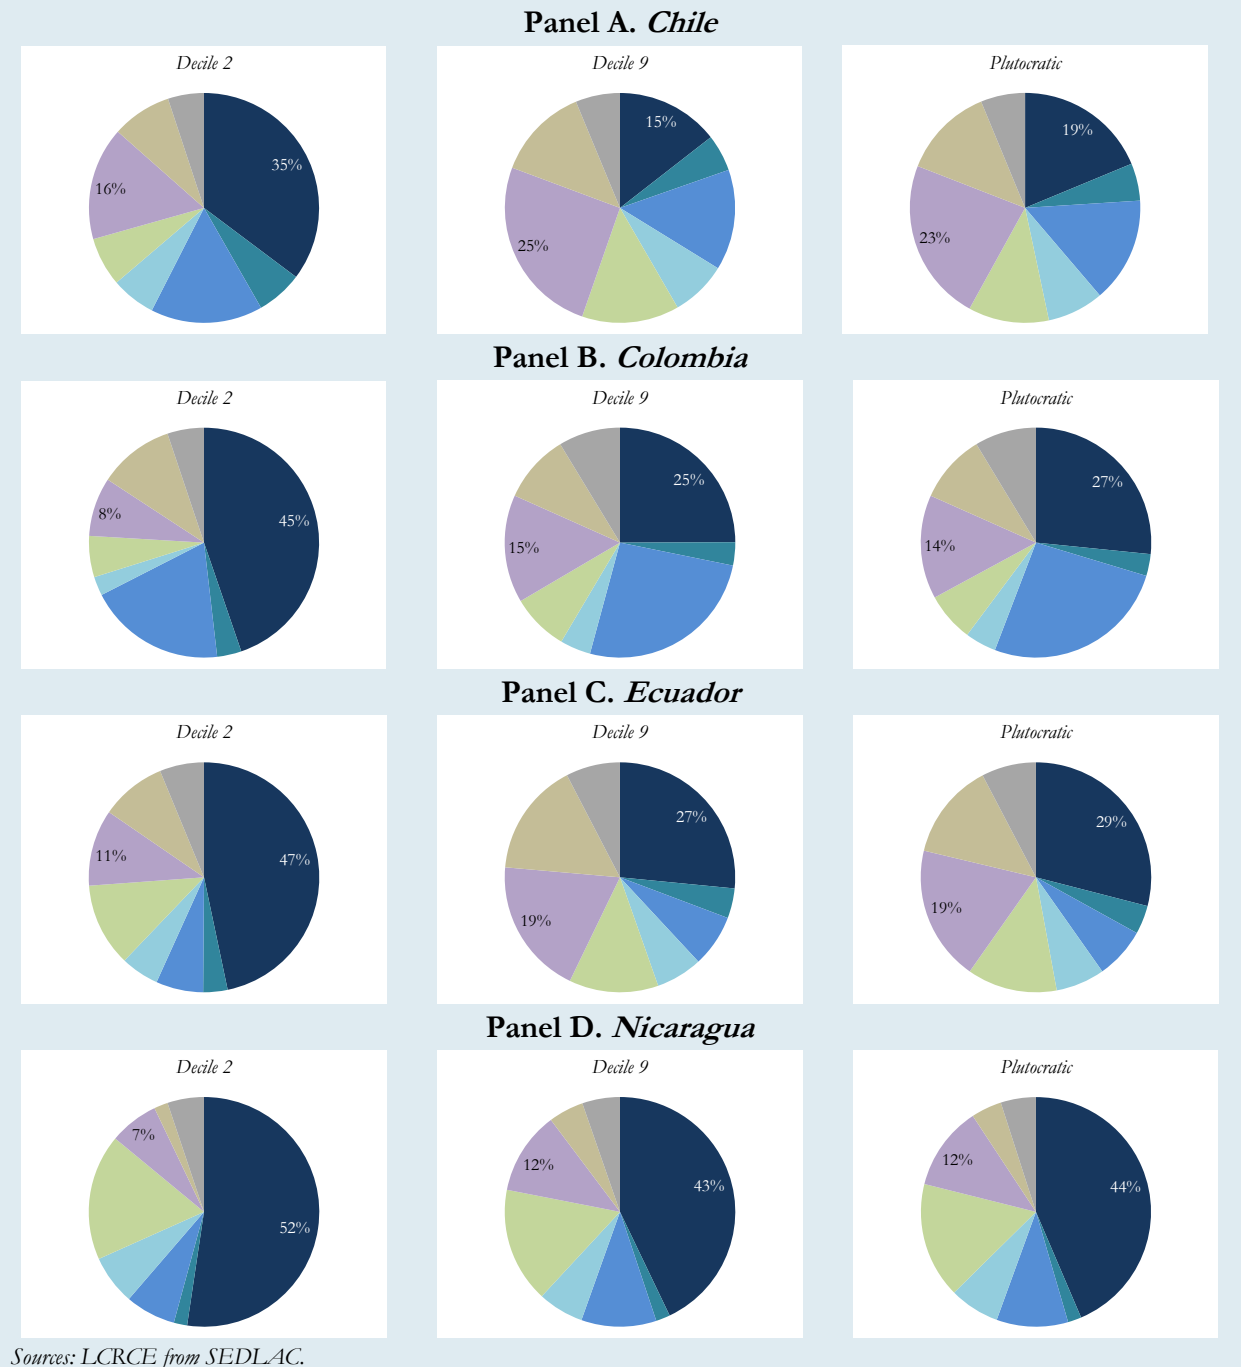 Panel A. Chile
Decile 2
Decile 9
Plutocratic
35%
16%
15%
25%
19%
23%
Panel B. Colombia
Decile 2
Decile 9
Plutocratic
45%
8%
25%
15%
27%
14%
Panel C. Ecuador
Decile 2
Decile 9
Plutocratic
47%
11%
27%
19%
29%
19%
Panel D. Nicaragua
Decile 2
Decile 9
Plutocratic
7%
52%
12%
43%
12%
44%
Sources: LCRCE from SEDLAC.